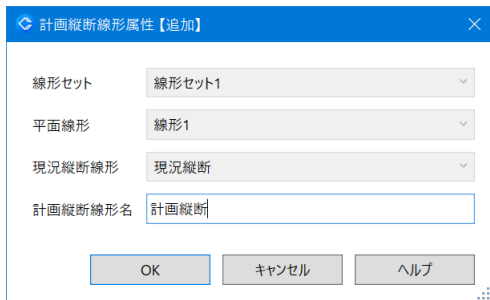 計画縦断線形属性【追加】
線形セット 線形セット1
平面線形 線形1
現況縦断線形 現況縦断
計画縦断線形名 計画縦断
OK キャンセル ヘルプ